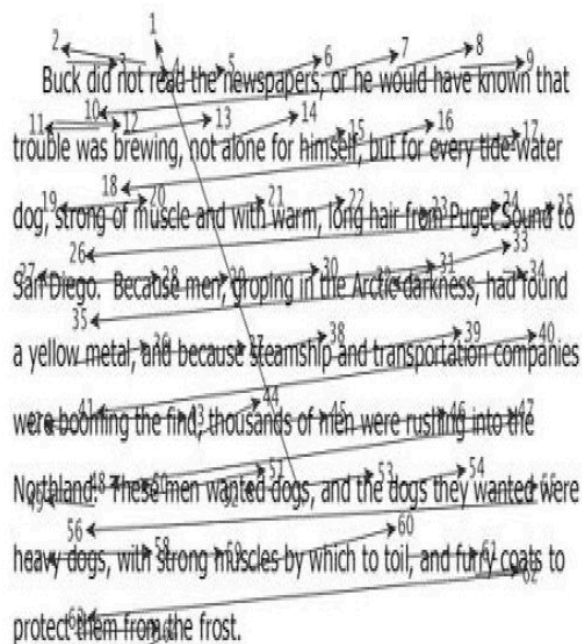 Buck did not read the newspapers, or he would have known that
trouble was brewing, not alone for himself, but for every tide-water
dog, strong of muscle and with warm, long hair from Puget Sound to
San Diego. Because men, groping in the Arctic darkness, had found
a yellow metal, and because steamship and transportation companies
were booming the find, thousands of men were rushing into the
Northland. These men wanted dogs, and the dogs they wanted were
heavy dogs, with strong muscles by which to toil, and furry coats to
protect them from the frost.